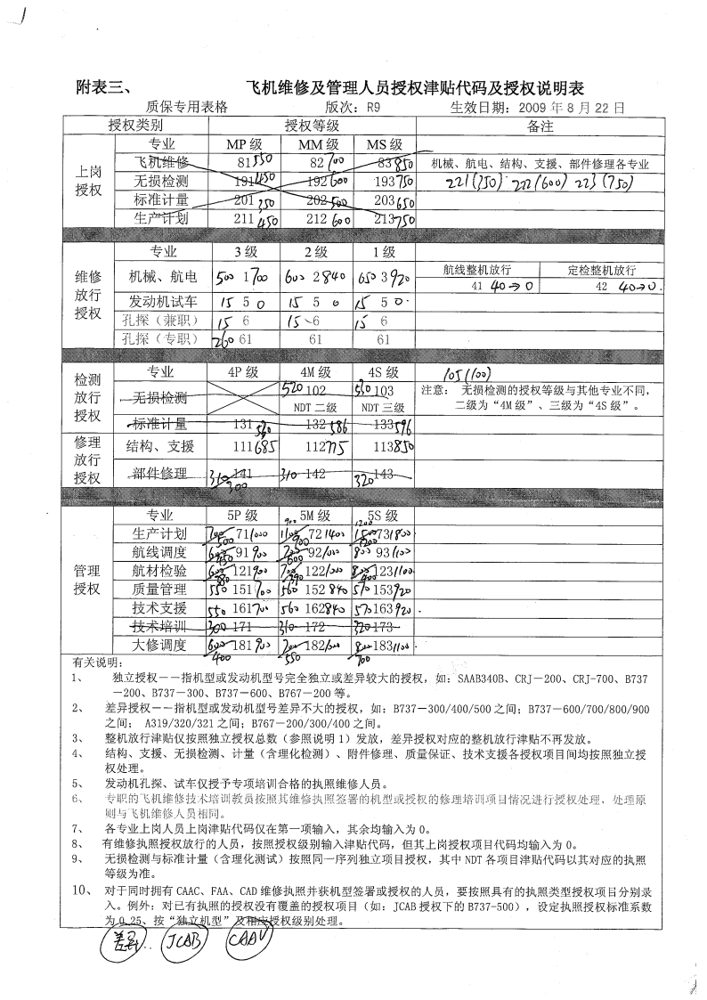 附表三、 飞机维修及管理人员授权津贴代码及授权说明表
质保专用表格 版次：R9 生效日期：2009 年 8 月 22 日
授权类别 授权等级 备注
上岗授权 专业 MP 级 MM 级 MS 级
飞机维修 81 550 82 700 83 850 机械、航电、结构、支援、部件修理各专业
无损检测 191 450 192 600 193 750 221(350) 222(600) 223(750)
标准计量 201 350 202 500 203 650
生产计划 211 450 212 600 213 750
维修放行授权 专业 3 级 2 级 1 级
机械、航电 500 1 700 600 2 840 650 3 920 航线整机放行 定检整机放行
41 40→0 42 40→0.
发动机试车 15 5 0 15 5 0 15 5 0
孔探（兼职） 15 6 15 6 15 6
孔探（专职） 260 61 61 61
检测放行授权 专业 4P 级 4M 级 4S 级 105(100)
无损检测 520 102 530 103 注意： 无损检测的授权等级与其他专业不同，
NDT 二级 NDT 三级 二级为“4M 级”、三级为“4S 级”。
标准计量 131 560 132 586 133 596
修理放行授权 结构、支援 111 685 112 775 113 850
部件修理 310 141 300 310 142 320 143
管理授权 专业 5P 级 5M 级 5S 级
生产计划 700 500 71 1000 900 1100 900 72 1400 1200 1500 1200 73 1800
航线调度 600 450 91 900 700 600 92 1000 800 93 1100
航材检验 600 121 900 700 122 1000 800 123 1100
质量管理 550 151 700 560 152 840 570 153 920
技术支援 550 161 700 560 162 840 570 163 920
技术培训 300 171 310 172 320 173
大修调度 600 400 181 900 700 550 182 1000 800 700 183 1100
有关说明：
1、 独立授权－－指机型或发动机型号完全独立或差异较大的授权，如：SAAB340B、CRJ－200、CRJ-700、B737
－200、B737－300、B737－600、B767－200 等。
2、 差异授权－－指机型或发动机型号差异不大的授权，如：B737－300/400/500 之间；B737－600/700/800/900
之间； A319/320/321 之间；B767－200/300/400 之间。
3、 整机放行津贴仅按照独立授权总数（参照说明 1）发放，差异授权对应的整机放行津贴不再发放。
4、 结构、支援、无损检测、计量（含理化检测）、附件修理、质量保证、技术支援各授权项目间均按照独立授
权处理。
5、 发动机孔探、试车仅授予专项培训合格的执照维修人员。
6、 专职的飞机维修技术培训教员按照其维修执照签署的机型或授权的修理培训项目情况进行授权处理，处理原
则与飞机维修人员相同。
7、 各专业上岗人员上岗津贴代码仅在第一项输入，其余均输入为 0。
8、 有维修执照授权放行的人员，按照授权级别输入津贴代码，但其上岗授权项目代码均输入为 0。
9、 无损检测与标准计量（含理化测试）按照同一序列独立项目授权，其中 NDT 各项目津贴代码以其对应的执照
等级为准。
10、 对于同时拥有 CAAC、FAA、CAD 维修执照并获机型签署或授权的人员，要按照具有的执照类型授权项目分别录
入。例外：对已有执照的授权没有覆盖的授权项目（如：JCAB 授权下的 B737-500），设定执照授权标准系数
为 0.25、按“独立机型”及相应授权级别处理。
差异.. JCAB CAAV